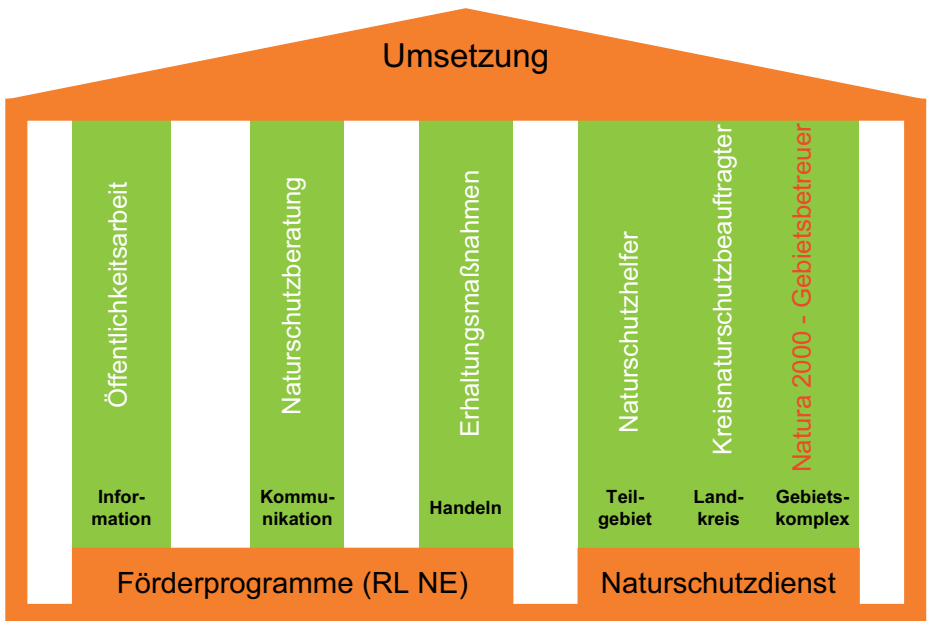 Umsetzung
Öffentlichkeitsarbeit
Naturschutzberatung
Erhaltungsmaßnahmen
Naturschutzhelfer
Kreisnaturschutzbeauftragter
Natura 2000 - Gebietsbetreuer
Infor-
mation
Kommu-
nikation
Handeln
Teil-
gebiet
Land-
kreis
Gebiets-
komplex
Förderprogramme (RL NE)
Naturschutzdienst